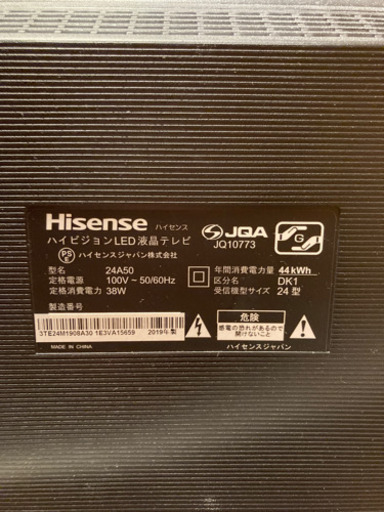 Hisense ハイセンス
ハイビジョンLED液晶テレビ
PSE ハイセンスジャパン株式会社
JQA
JQ10773
G
型名 24A50
定格電源 100V ~ 50/60Hz
定格消費電力 38W
年間消費電力量 44kWh
区分名 DK1
受信機型サイズ 24型
製造番号
3TE24M1908A30 1E3VA15659 2019年製
MADE IN CHINA
危険
感電の恐れがあるので
開けないこと
ハイセンスジャパン